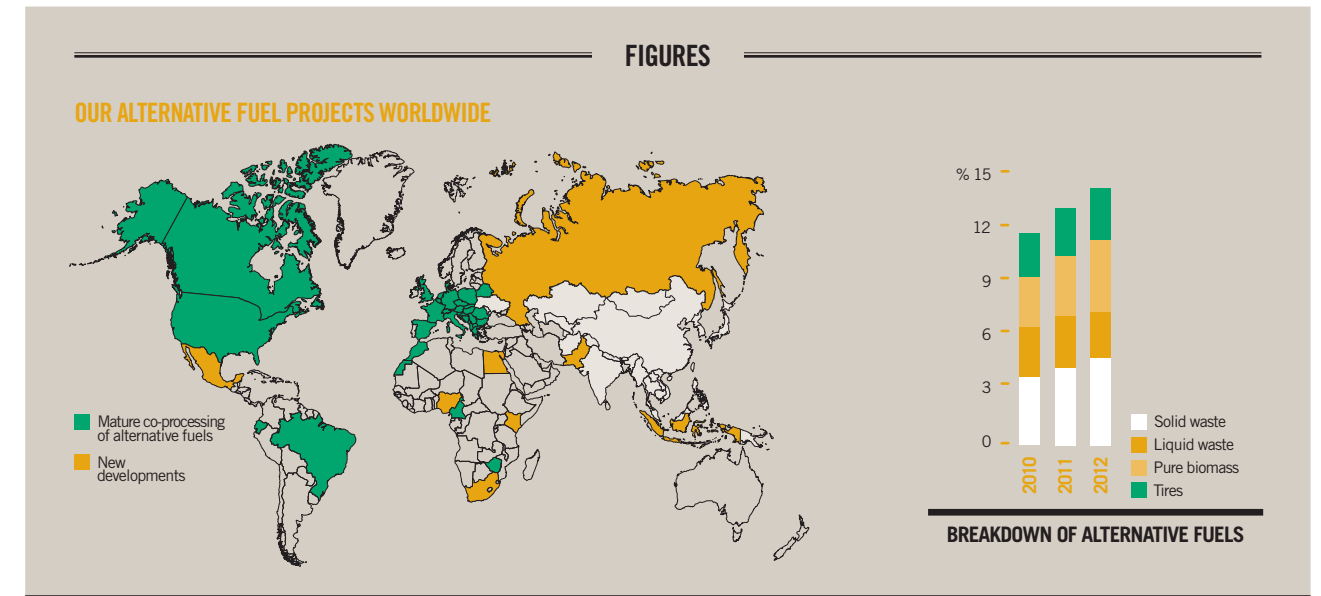 FIGURES
OUR ALTERNATIVE FUEL PROJECTS WORLDWIDE
Mature co-processing
of alternative fuels
New
developments
% 15
12
9
6
3
0
2010
2011
2012
Solid waste
Liquid waste
Pure biomass
Tires
BREAKDOWN OF ALTERNATIVE FUELS